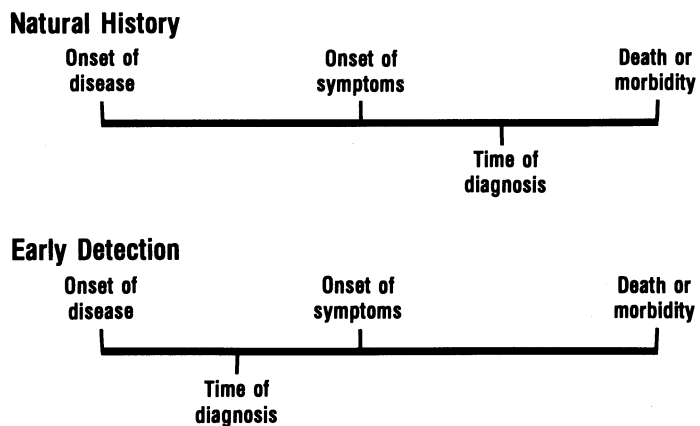 Natural History
Onset of
disease
Onset of
symptoms
Death or
morbidity
Time of
diagnosis
Early Detection
Onset of
disease
Onset of
symptoms
Death or
morbidity
Time of
diagnosis